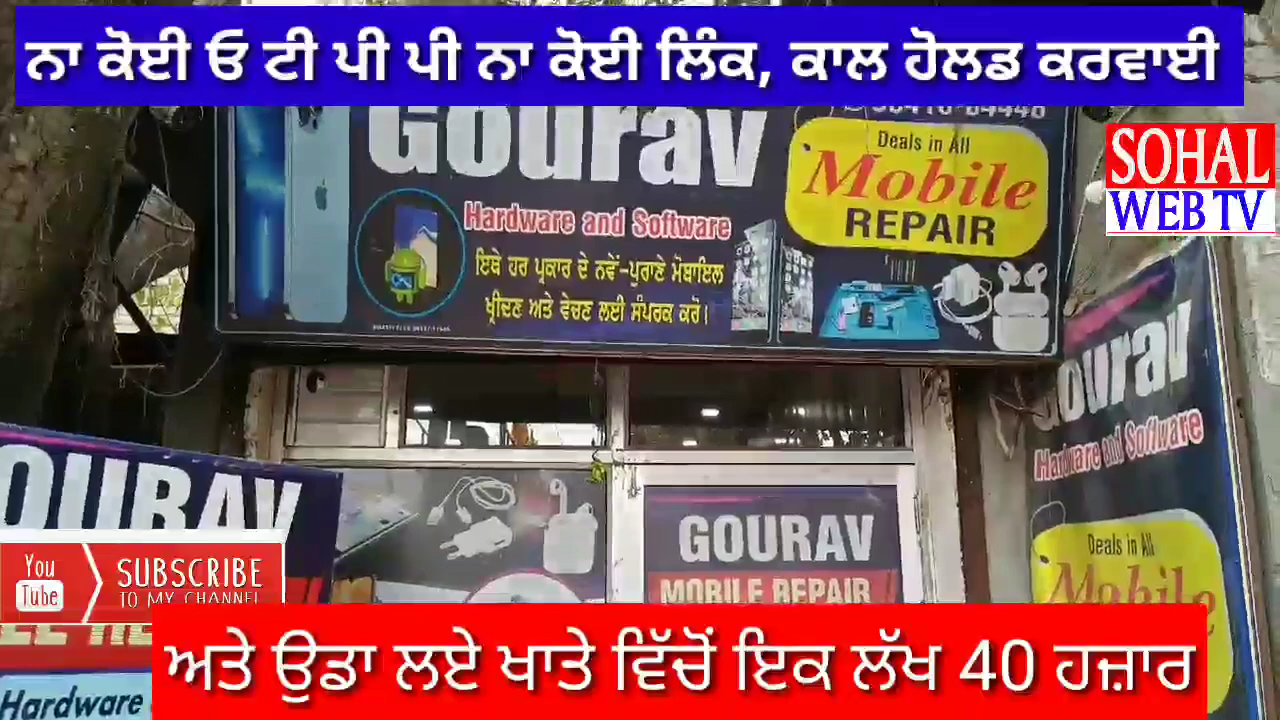 ਨਾ ਕੋਈ ਓ ਟੀ ਪੀ ਪੀ ਨਾ ਕੋਈ ਲਿੰਕ, ਕਾਲ ਹੋਲਡ ਕਰਵਾਈ
Gourav
Deals in All
Mobile
REPAIR
SOHAL
WEB TV
Hardware and Software
ਇਥੇ ਹਰ ਪ੍ਰਕਾਰ ਦੇ ਨਵੇਂ-ਪੁਰਾਣੇ ਮੋਬਾਇਲ
ਖ੍ਰੀਦਣ ਅਤੇ ਵੇਚਣ ਲਈ ਸੰਪਰਕ ਕਰੋ।
Gourav
Hardware and Software
Deals in All
Mobile
GOURAV
GOURAV
MOBILE REPAIR
You
Tube
SUBSCRIBE
TO MY CHANNEL
ਅਤੇ ਉਡਾ ਲਏ ਖਾਤੇ ਵਿੱਚੋਂ ਇਕ ਲੱਖ 40 ਹਜ਼ਾਰ
Hardware